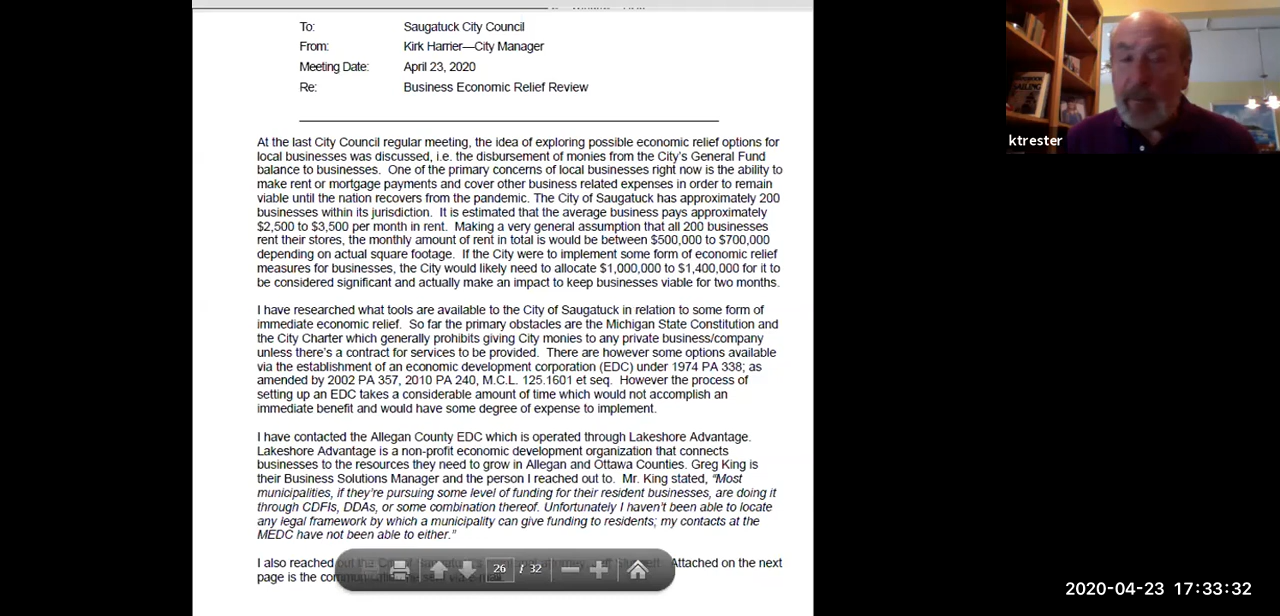 To: Saugatuck City Council
From: Kirk Harrier—City Manager
Meeting Date: April 23, 2020
Re: Business Economic Relief Review
At the last City Council regular meeting, the idea of exploring possible economic relief options for
local businesses was discussed, i.e. the disbursement of monies from the City's General Fund
balance to businesses. One of the primary concerns of local businesses right now is the ability to
make rent or mortgage payments and cover other business related expenses in order to remain
viable until the nation recovers from the pandemic. The City of Saugatuck has approximately 200
businesses within its jurisdiction. It is estimated that the average business pays approximately
$2,500 to $3,500 per month in rent. Making a very general assumption that all 200 businesses
rent their stores, the monthly amount of rent in total is would be between $500,000 to $700,000
depending on actual square footage. If the City were to implement some form of economic relief
measures for businesses, the City would likely need to allocate $1,000,000 to $1,400,000 for it to
be considered significant and actually make an impact to keep businesses viable for two months.
I have researched what tools are available to the City of Saugatuck in relation to some form of
immediate economic relief. So far the primary obstacles are the Michigan State Constitution and
the City Charter which generally prohibits giving City monies to any private business/company
unless there's a contract for services to be provided. There are however some options available
via the establishment of an economic development corporation (EDC) under 1974 PA 338; as
amended by 2002 PA 357, 2010 PA 240, M.C.L. 125.1601 et seq. However the process of
setting up an EDC takes a considerable amount of time which would not accomplish an
immediate benefit and would have some degree of expense to implement.
I have contacted the Allegan County EDC which is operated through Lakeshore Advantage.
Lakeshore Advantage is a non-profit economic development organization that connects
businesses to the resources they need to grow in Allegan and Ottawa Counties. Greg King is
their Business Solutions Manager and the person I reached out to. Mr. King stated, "Most
municipalities, if they're pursuing some level of funding for their resident businesses, are doing it
through CDFIs, DDAs, or some combination thereof. Unfortunately I haven't been able to locate
any legal framework by which a municipality can give funding to residents; my contacts at the
MEDC have not been able to either."
I also reached Attached on the next
page is the
26 / 32
ktrester
SAILING
2020-04-23 17:33:32